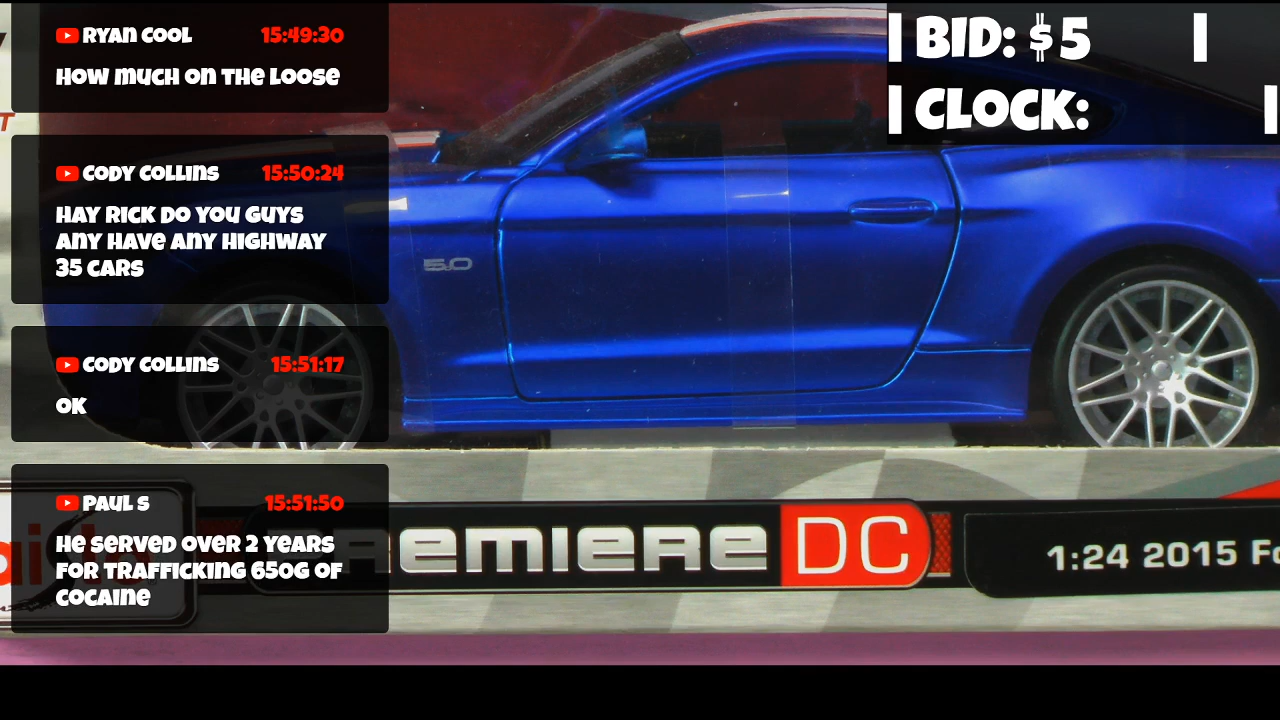 RYAN COOL 15:49:30
HOW MUCH ON THE LOOSE
CODY COLLINS 15:50:24
HAY RICK DO YOU GUYS
ANY HAVE ANY HIGHWAY
35 CARS
CODY COLLINS 15:51:17
OK
PAUL S 15:51:50
HE SERVED OVER 2 YEARS
FOR TRAFFICKING 650G OF
COCAINE
| BID: $5 |
| CLOCK: |
5.0
PREMIERE DC
1:24 2015 Fo